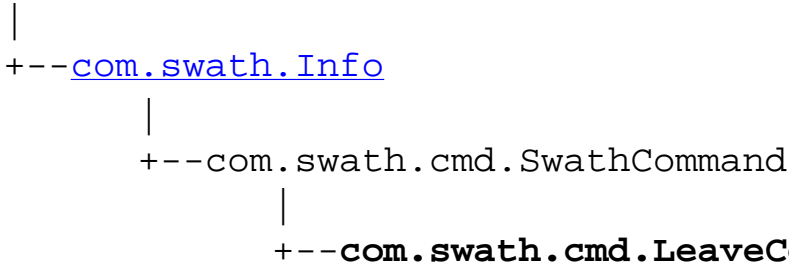 |
+--com.swath.Info
|
+--com.swath.cmd.SwathCommand
|
+--com.swath.cmd.LeaveC